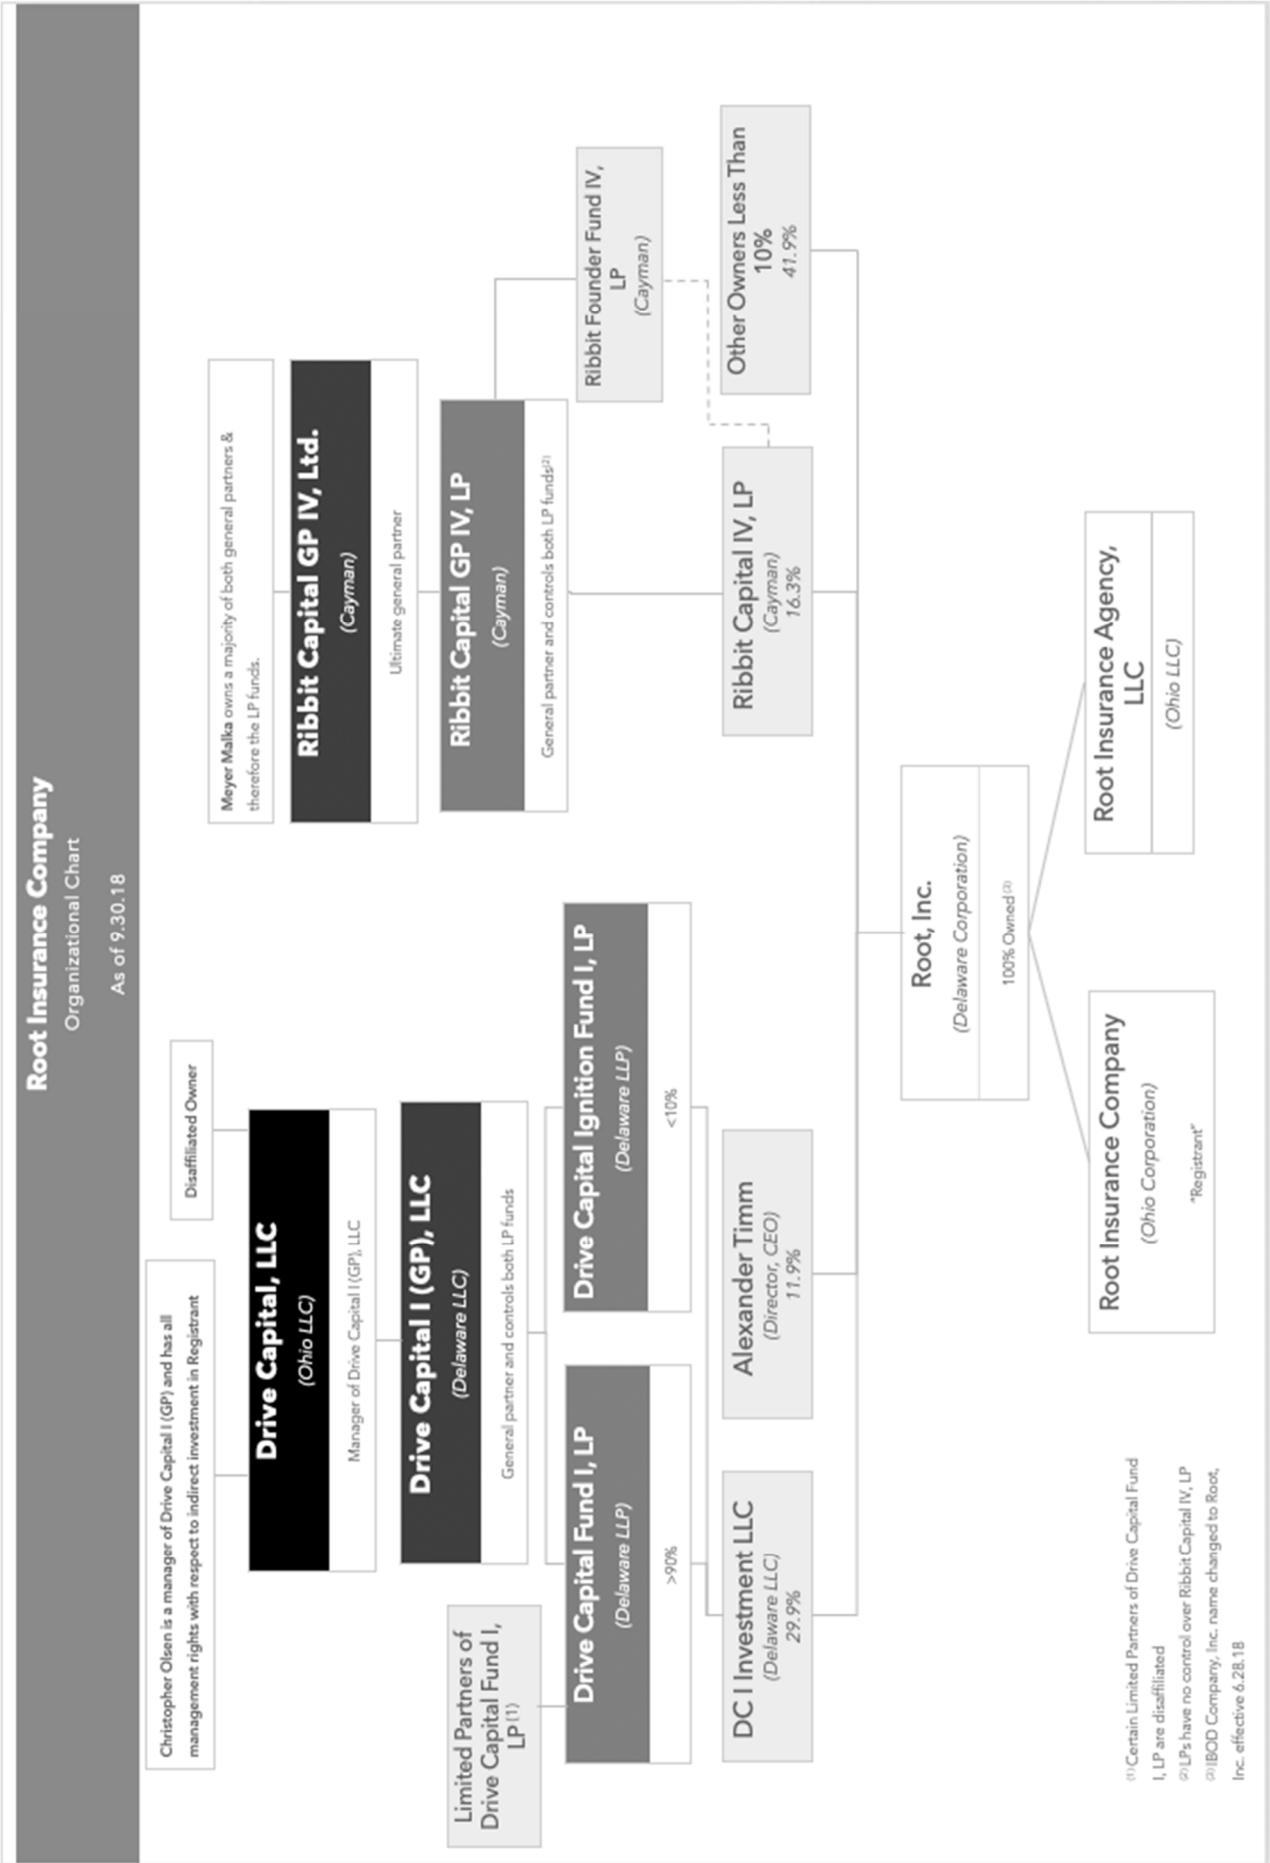 Root Insurance Company
Organizational Chart
As of 9.30.18
Christopher Olsen is a manager of Drive Capital I (GP) and has all
management rights with respect to indirect investment in Registrant
Disaffiliated Owner
Drive Capital, LLC
(Ohio LLC)
Manager of Drive Capital I (GP), LLC
Drive Capital I (GP), LLC
(Delaware LLC)
General partner and controls both LP funds
Limited Partners of
Drive Capital Fund I,
LP (1)
Drive Capital Fund I, LP
(Delaware LLP)
>90%
Drive Capital Ignition Fund I, LP
(Delaware LLP)
<10%
Meyer Malka owns a majority of both general partners &
therefore the LP funds.
Ribbit Capital GP IV, Ltd.
(Cayman)
Ultimate general partner
Ribbit Capital GP IV, LP
(Cayman)
General partner and controls both LP funds(2)
Ribbit Founder Fund IV,
LP
(Cayman)
DC I Investment LLC
(Delaware LLC)
29.9%
Alexander Timm
(Director, CEO)
11.9%
Ribbit Capital IV, LP
(Cayman)
16.3%
Other Owners Less Than
10%
41.9%
Root, Inc.
(Delaware Corporation)
100% Owned (3)
Root Insurance Company
(Ohio Corporation)
"Registrant"
Root Insurance Agency,
LLC
(Ohio LLC)
(1) Certain Limited Partners of Drive Capital Fund
I, LP are disaffiliated
(2) LPs have no control over Ribbit Capital IV, LP
(3) IBOD Company, Inc. name changed to Root,
Inc. effective 6.28.18